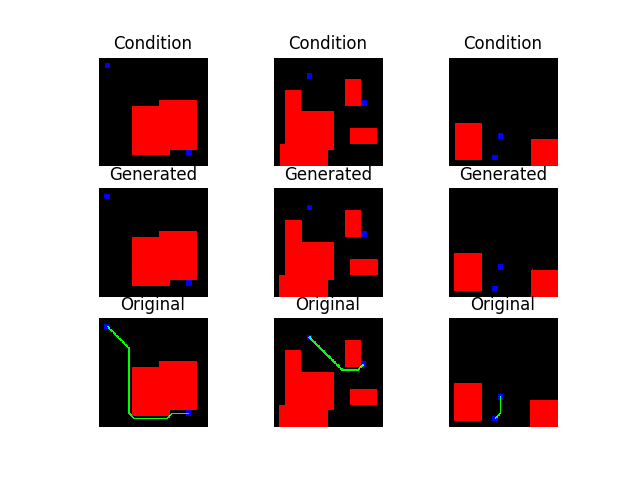 Condition Condition Condition
Generated Generated Generated
Original Original Original